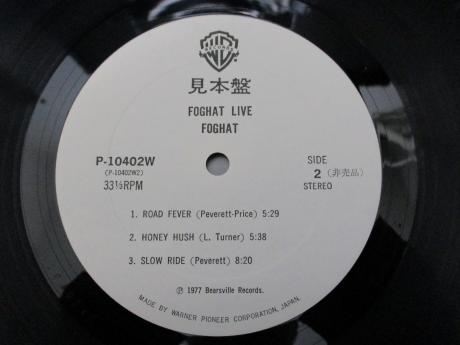 RECORDS
見本盤
FOGHAT LIVE
FOGHAT
P-10402W
(P-10402W2)
33⅓RPM
SIDE
2 (非売品)
STEREO
1. ROAD FEVER (Peverett-Price) 5:29
2. HONEY HUSH (L. Turner) 5:38
3. SLOW RIDE (Peverett) 8:20
℗ 1977 Bearsville Records.
MADE BY WARNER PIONEER CORPORATION, JAPAN.